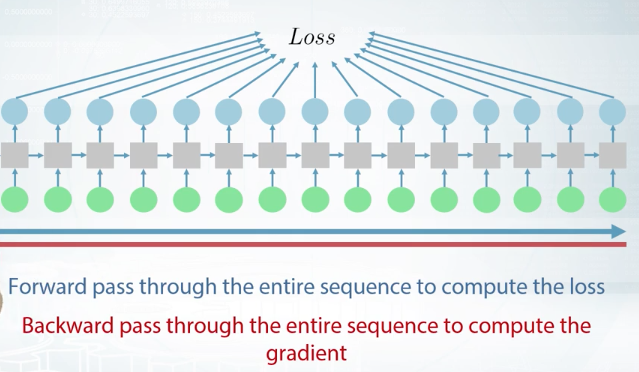 Loss
Forward pass through the entire sequence to compute the loss
Backward pass through the entire sequence to compute the
gradient